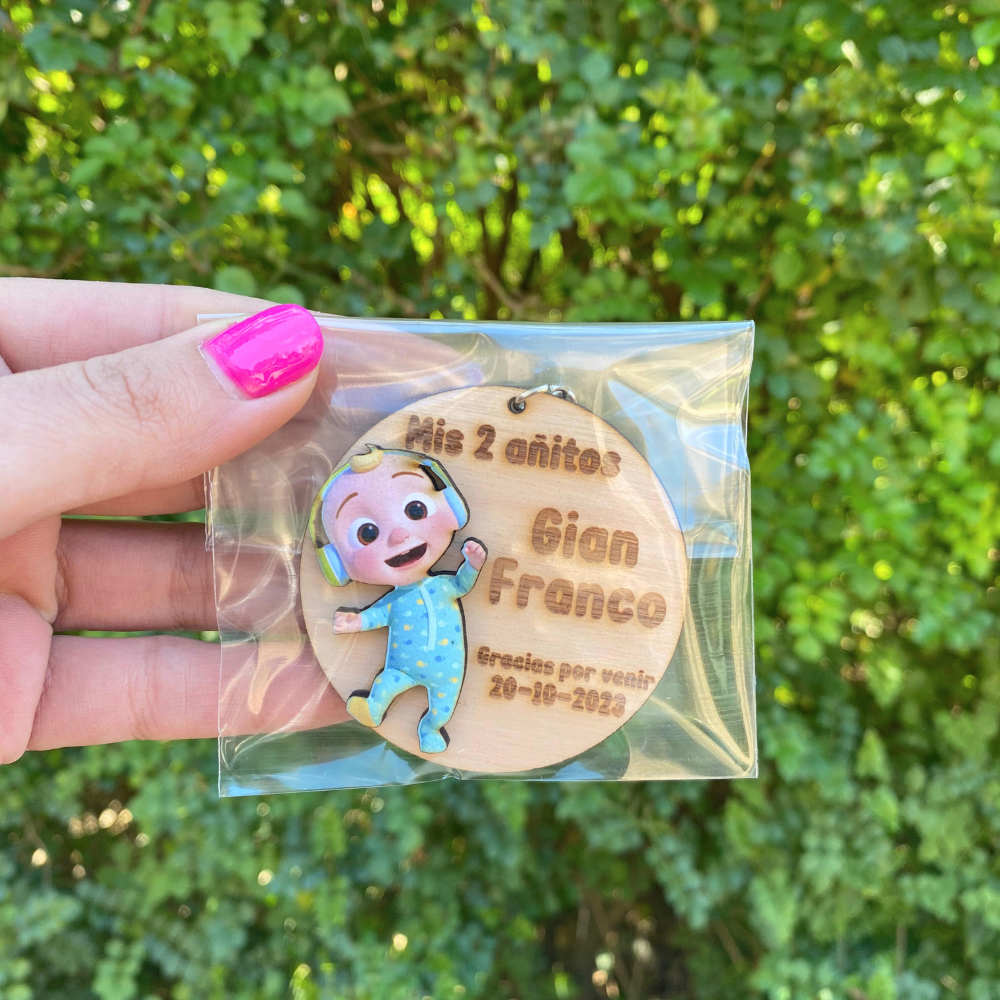 Mis 2 añitos
Gian
Franco
Gracias por venir
20-10-2023